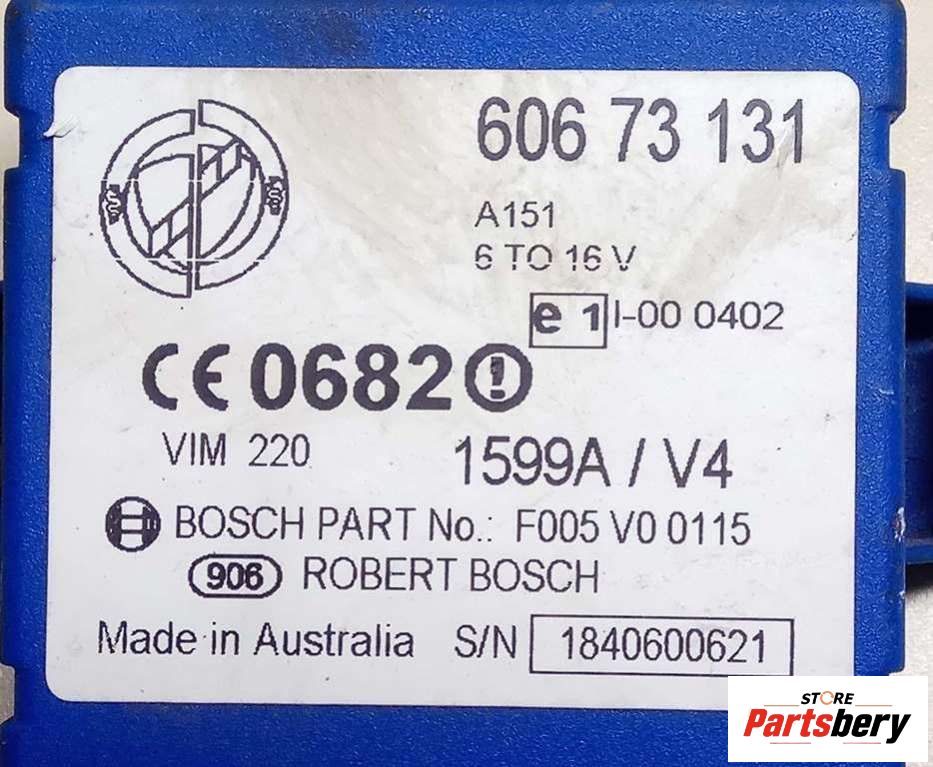 606 73 131
A151
6 TO 16 V
e 1 I-00 0402
CE 0682 !
VIM 220 1599A / V4
BOSCH PART No.: F005 V0 0115
906 ROBERT BOSCH
Made in Australia S/N 1840600621
STORE
Partsbery